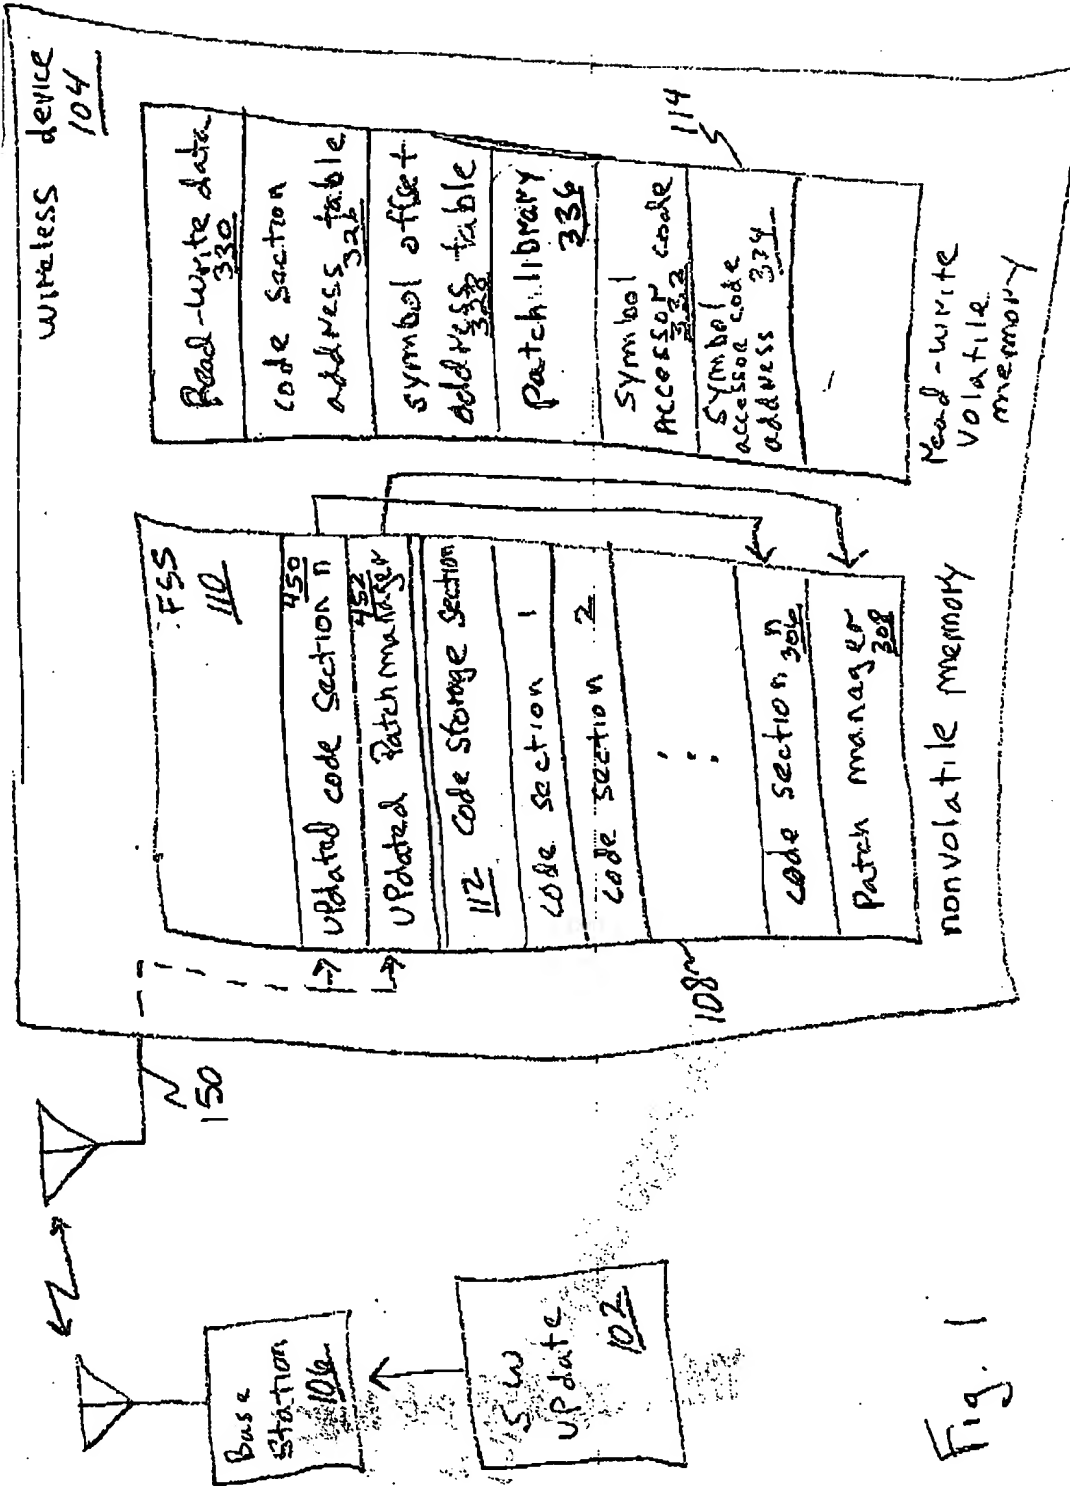 wireless device
104
Read-write data
330
code section
address table
326
symbol offset
address table
328
Patch library
336
Symbol
Accessor code
332
Symbol
accessor code
address 334
114
Read-write
Volatile
memory
FSS
110
450
updated code section n
452
updated Patch manager
112 Code Storage Section
code section 1
code section 2
code section n
306
Patch manager
308
108
nonvolatile memory
150
Base
Station
106
SW
UPdate
102
Fig. 1